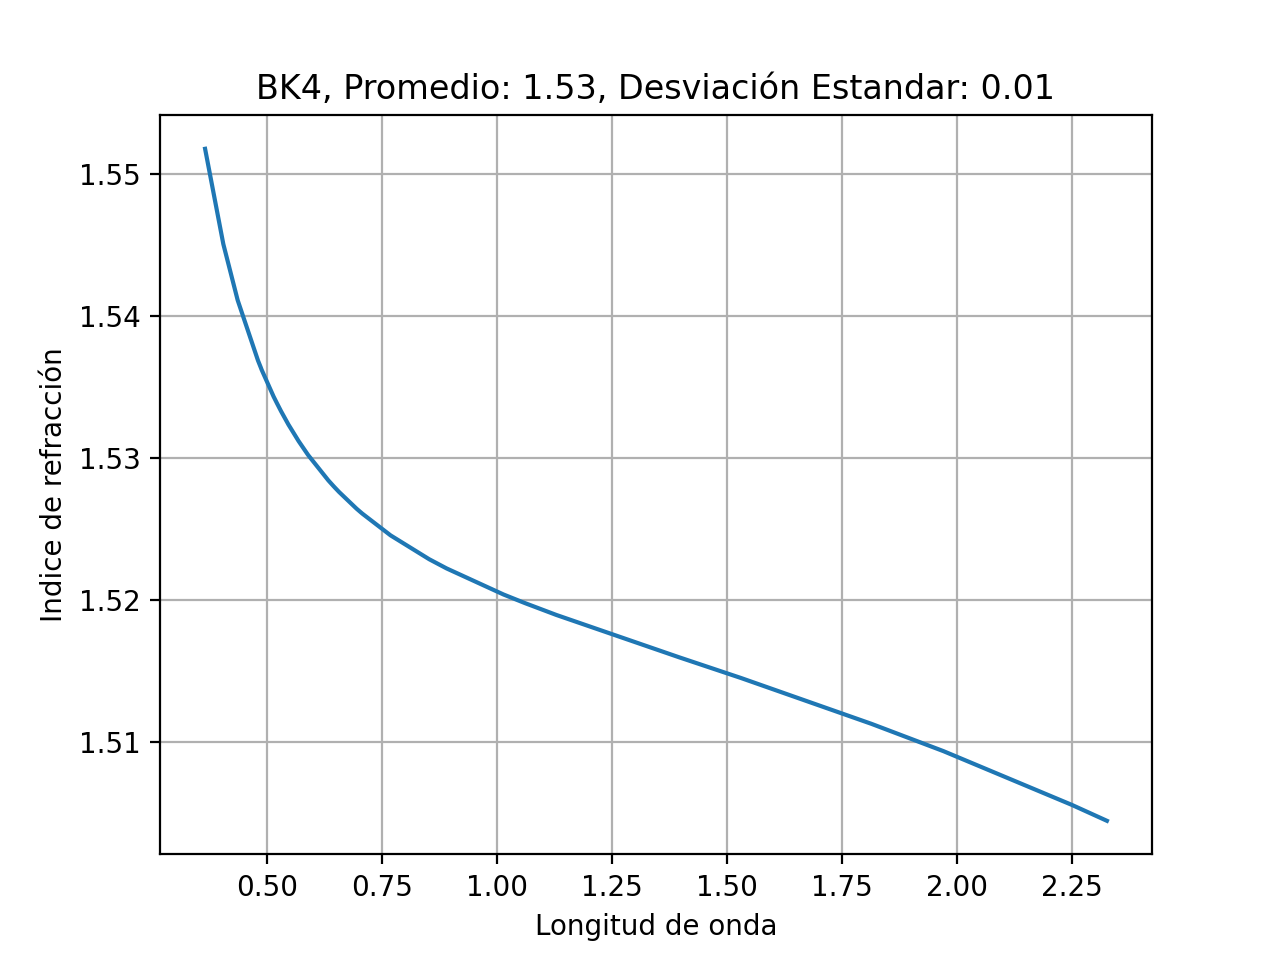 BK4, Promedio: 1.53, Desviación Estandar: 0.01
Indice de refracción
1.55
1.54
1.53
1.52
1.51
0.50 0.75 1.00 1.25 1.50 1.75 2.00 2.25
Longitud de onda